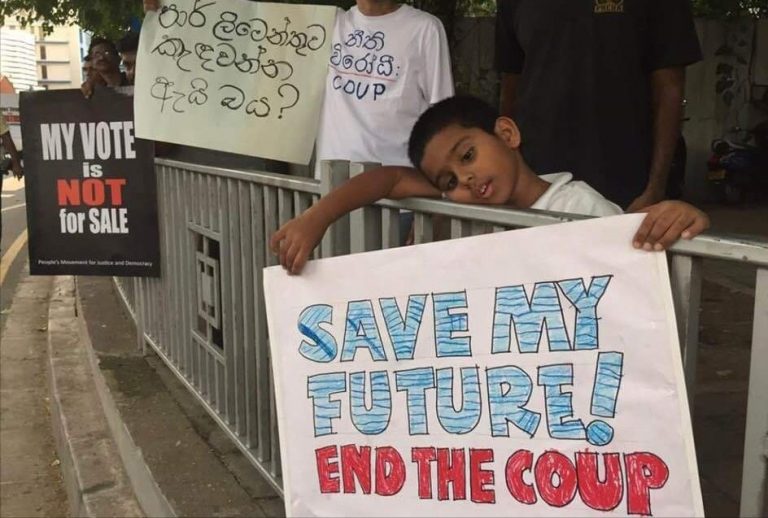 MY VOTE
is
NOT
for SALE
People's Movement for Justice and Democracy
පාර්ලිමෙන්තුව
කැඳවන්න
ඇයි බය?
නීති
විරෝධී
COUP
SAVE MY
FUTURE!
END THE COUP